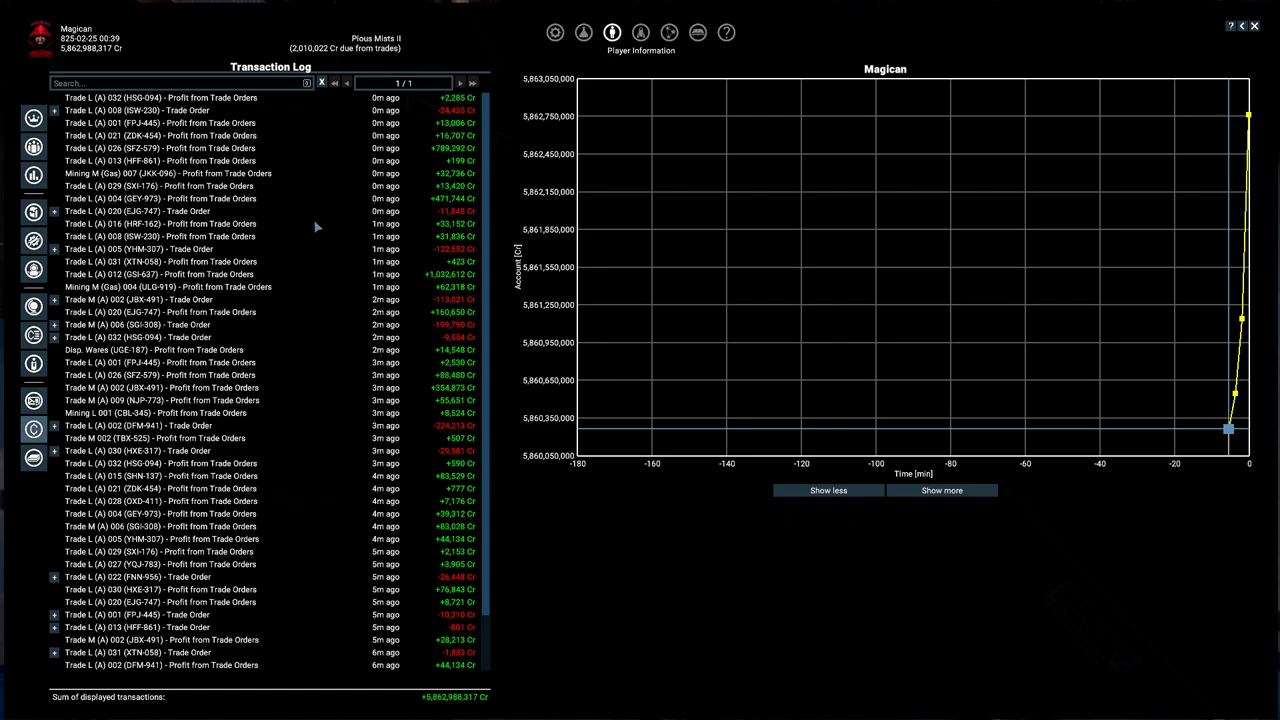 Magican
825-02-25 00:39
5,862,988,317 Cr
Pious Mists II
(2,010,022 Cr due from trades)
Player Information
? < X
Transaction Log
Search...
X
1 / 1
Trade L (A) 032 (HSG-094) - Profit from Trade Orders 0m ago +2,285 Cr
+ Trade L (A) 008 (ISW-230) - Trade Order 0m ago -24,435 Cr
Trade L (A) 001 (FPJ-445) - Profit from Trade Orders 0m ago +13,006 Cr
Trade L (A) 021 (ZDK-454) - Profit from Trade Orders 0m ago +16,707 Cr
Trade L (A) 026 (SFZ-579) - Profit from Trade Orders 0m ago +789,292 Cr
Trade L (A) 013 (HFF-861) - Profit from Trade Orders 0m ago +199 Cr
Mining M (Gas) 007 (JKK-096) - Profit from Trade Orders 0m ago +32,736 Cr
Trade L (A) 029 (SXI-176) - Profit from Trade Orders 0m ago +13,420 Cr
Trade L (A) 004 (GEY-973) - Profit from Trade Orders 0m ago +471,744 Cr
+ Trade L (A) 020 (EJG-747) - Trade Order 0m ago -11,848 Cr
Trade L (A) 016 (HRF-162) - Profit from Trade Orders 1m ago +33,152 Cr
Trade L (A) 008 (ISW-230) - Profit from Trade Orders 1m ago +31,836 Cr
+ Trade L (A) 005 (YHM-307) - Trade Order 1m ago -122,552 Cr
Trade L (A) 031 (XTN-058) - Profit from Trade Orders 1m ago +423 Cr
Trade L (A) 012 (GSI-637) - Profit from Trade Orders 1m ago +1,032,612 Cr
Mining M (Gas) 004 (ULG-919) - Profit from Trade Orders 1m ago +62,318 Cr
+ Trade M (A) 002 (JBX-491) - Trade Order 2m ago -113,021 Cr
Trade L (A) 020 (EJG-747) - Profit from Trade Orders 2m ago +160,650 Cr
+ Trade M (A) 006 (SGI-308) - Trade Order 2m ago -199,790 Cr
+ Trade L (A) 032 (HSG-094) - Trade Order 2m ago -9,554 Cr
Disp. Wares (UGE-187) - Profit from Trade Orders 2m ago +14,548 Cr
Trade L (A) 001 (FPJ-445) - Profit from Trade Orders 3m ago +2,530 Cr
Trade L (A) 026 (SFZ-579) - Profit from Trade Orders 3m ago +88,480 Cr
Trade M (A) 002 (JBX-491) - Profit from Trade Orders 3m ago +354,873 Cr
Trade M (A) 009 (NJP-773) - Profit from Trade Orders 3m ago +55,651 Cr
Mining L 001 (CBL-345) - Profit from Trade Orders 3m ago +8,524 Cr
+ Trade L (A) 002 (DFM-941) - Trade Order 3m ago -224,213 Cr
Trade M 002 (TBX-525) - Profit from Trade Orders 3m ago +507 Cr
+ Trade L (A) 030 (HXE-317) - Trade Order 3m ago -29,581 Cr
Trade L (A) 032 (HSG-094) - Profit from Trade Orders 3m ago +590 Cr
Trade L (A) 015 (SHN-137) - Profit from Trade Orders 4m ago +83,529 Cr
Trade L (A) 021 (ZDK-454) - Profit from Trade Orders 4m ago +777 Cr
Trade L (A) 028 (OXD-411) - Profit from Trade Orders 4m ago +7,176 Cr
Trade L (A) 004 (GEY-973) - Profit from Trade Orders 4m ago +39,312 Cr
Trade M (A) 006 (SGI-308) - Profit from Trade Orders 4m ago +83,028 Cr
Trade L (A) 005 (YHM-307) - Profit from Trade Orders 4m ago +44,134 Cr
Trade L (A) 029 (SXI-176) - Profit from Trade Orders 5m ago +2,153 Cr
Trade L (A) 027 (YQJ-783) - Profit from Trade Orders 5m ago +3,905 Cr
+ Trade L (A) 022 (FNN-956) - Trade Order 5m ago -26,448 Cr
Trade L (A) 030 (HXE-317) - Profit from Trade Orders 5m ago +76,843 Cr
Trade L (A) 020 (EJG-747) - Profit from Trade Orders 5m ago +8,721 Cr
+ Trade L (A) 001 (FPJ-445) - Trade Order 5m ago -10,210 Cr
+ Trade L (A) 013 (HFF-861) - Trade Order 5m ago -801 Cr
Trade M (A) 002 (JBX-491) - Profit from Trade Orders 5m ago +28,213 Cr
+ Trade L (A) 031 (XTN-058) - Trade Order 6m ago -1,883 Cr
Trade L (A) 002 (DFM-941) - Profit from Trade Orders 6m ago +44,134 Cr
Sum of displayed transactions: +5,862,988,317 Cr
Magican
5,863,050,000
5,862,750,000
5,862,450,000
5,862,150,000
5,861,850,000
5,861,550,000
5,861,250,000
5,860,950,000
5,860,650,000
5,860,350,000
5,860,050,000
Account [Cr]
-180 -160 -140 -120 -100 -80 -60 -40 -20 0
Time [min]
Show less
Show more